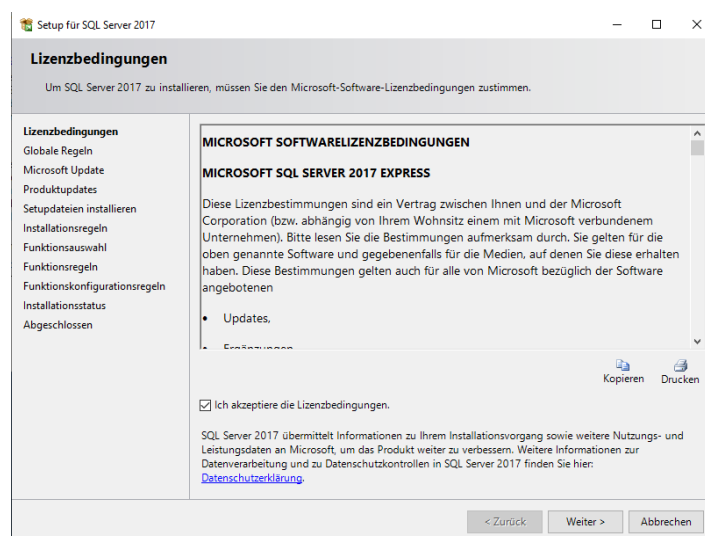 Setup für SQL Server 2017
Lizenzbedingungen
Um SQL Server 2017 zu installieren, müssen Sie den Microsoft-Software-Lizenzbedingungen zustimmen.
Lizenzbedingungen
Globale Regeln
Microsoft Update
Produktupdates
Setupdateien installieren
Installationsregeln
Funktionsauswahl
Funktionsregeln
Funktionskonfigurationsregeln
Installationsstatus
Abgeschlossen
MICROSOFT SOFTWARELIZENZBEDINGUNGEN
MICROSOFT SQL SERVER 2017 EXPRESS
Diese Lizenzbestimmungen sind ein Vertrag zwischen Ihnen und der Microsoft
Corporation (bzw. abhängig von Ihrem Wohnsitz einem mit Microsoft verbundenem
Unternehmen). Bitte lesen Sie die Bestimmungen aufmerksam durch. Sie gelten für die
oben genannte Software und gegebenenfalls für die Medien, auf denen Sie diese erhalten
haben. Diese Bestimmungen gelten auch für alle von Microsoft bezüglich der Software
angebotenen
• Updates,
• Ergänzungen
Kopieren Drucken
Ich akzeptiere die Lizenzbedingungen.
SQL Server 2017 übermittelt Informationen zu Ihrem Installationsvorgang sowie weitere Nutzungs- und
Leistungsdaten an Microsoft, um das Produkt weiter zu verbessern. Weitere Informationen zur
Datenverarbeitung und zu Datenschutzkontrollen in SQL Server 2017 finden Sie hier:
Datenschutzerklärung.
< Zurück Weiter > Abbrechen